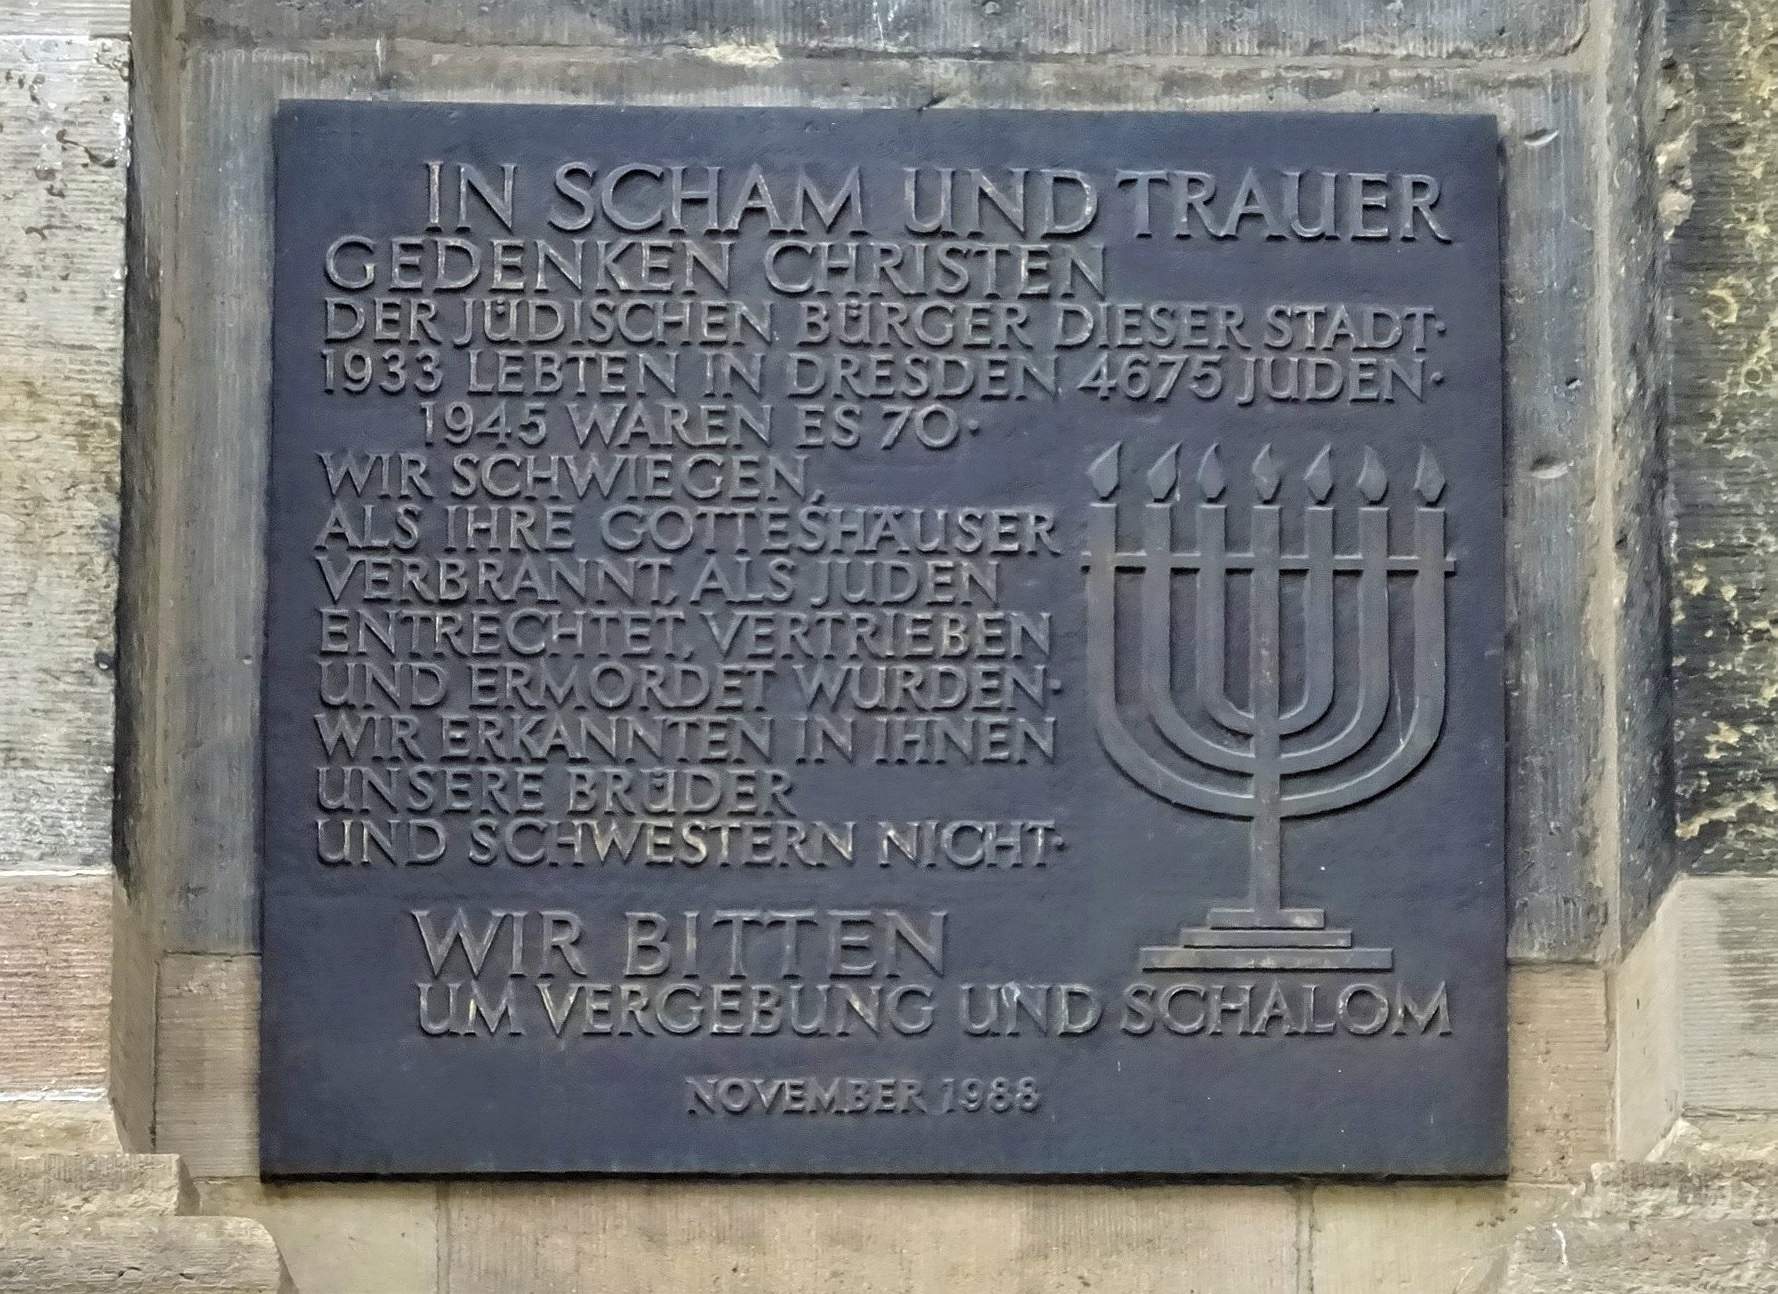 IN SCHAM UND TRAUER
GEDENKEN CHRISTEN
DER JÜDISCHEN BÜRGER DIESER STADT·
1933 LEBTEN IN DRESDEN 4675 JUDEN·
1945 WAREN ES 70·
WIR SCHWIEGEN,
ALS IHRE GOTTESHÄUSER
VERBRANNT, ALS JUDEN
ENTRECHTET, VERTRIEBEN
UND ERMORDET WURDEN·
WIR ERKANNTEN IN IHNEN
UNSERE BRÜDER
UND SCHWESTERN NICHT·
WIR BITTEN
UM VERGEBUNG UND SCHALOM
NOVEMBER 1988